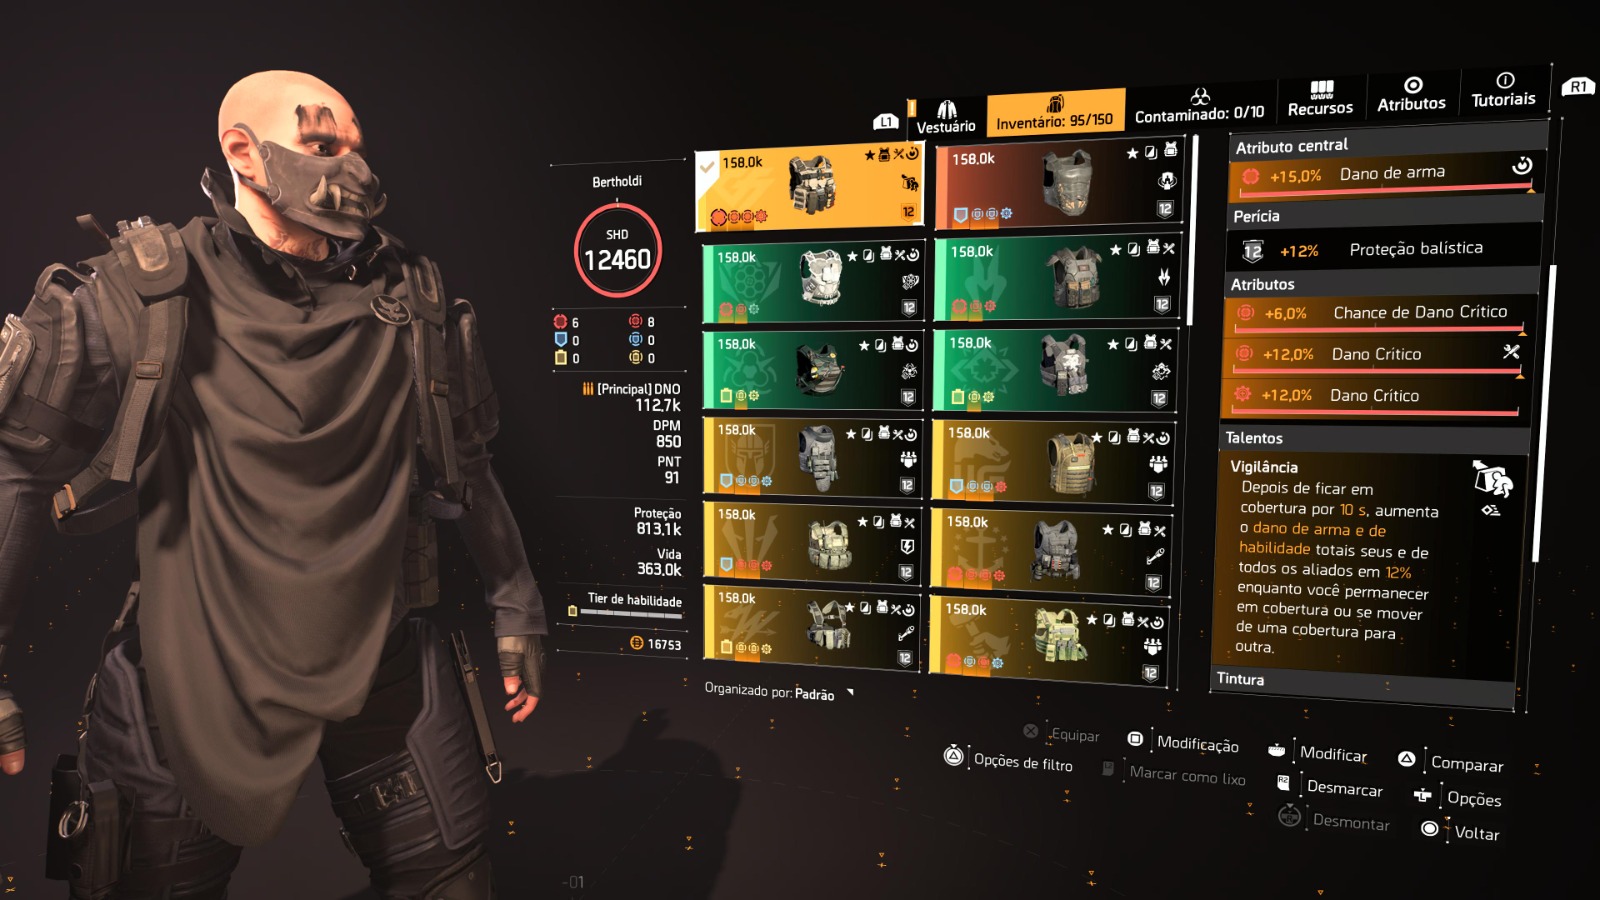 L1
Vestuário
Inventário: 95/150
Contaminado: 0/10
Recursos
Atributos
Tutoriais
R1
Bertholdi
SHD
12460
6
8
0
0
0
0
[Principal] DNO
112,7k
DPM
850
PNT
91
Proteção
813,1k
Vida
363,0k
Tier de habilidade
16753
158.0k
12
158.0k
12
158.0k
12
158.0k
12
158.0k
12
158.0k
12
158.0k
12
158.0k
12
158.0k
12
158.0k
12
158.0k
12
158.0k
12
Organizado por: Padrão
Atributo central
+15,0% Dano de arma
Perícia
12 +12% Proteção balística
Atributos
+6,0% Chance de Dano Crítico
+12,0% Dano Crítico
+12,0% Dano Crítico
Talentos
Vigilância
Depois de ficar em
cobertura por 10 s, aumenta
o dano de arma e de
habilidade totais seus e de
todos os aliados em 12%
enquanto você permanecer
em cobertura ou se mover
de uma cobertura para
outra.
Tintura
Equipar
Modificação
Modificar
Comparar
Opções de filtro
Marcar como lixo
R2
Desmarcar
Opções
Desmontar
Voltar
-01